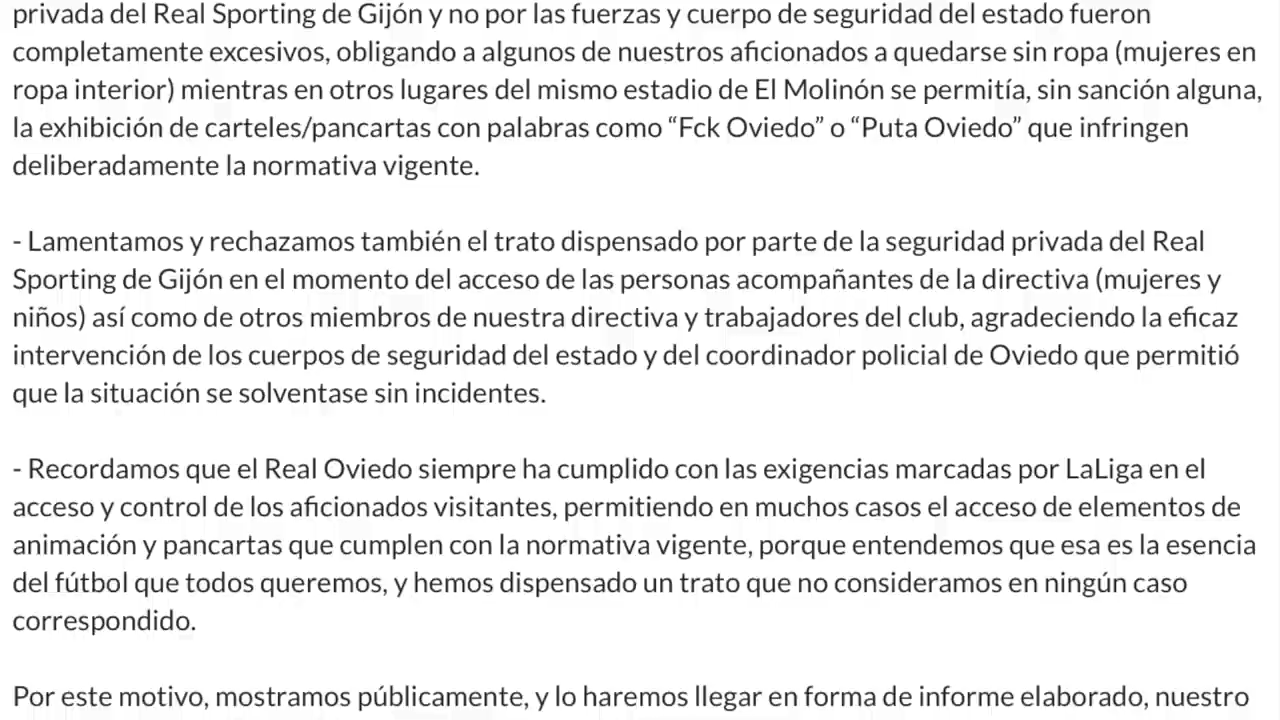 privada del Real Sporting de Gijón y no por las fuerzas y cuerpo de seguridad del estado fueron
completamente excesivos, obligando a algunos de nuestros aficionados a quedarse sin ropa (mujeres en
ropa interior) mientras en otros lugares del mismo estadio de El Molinón se permitía, sin sanción alguna,
la exhibición de carteles/pancartas con palabras como “Fck Oviedo” o “Puta Oviedo” que infringen
deliberadamente la normativa vigente.
- Lamentamos y rechazamos también el trato dispensado por parte de la seguridad privada del Real
Sporting de Gijón en el momento del acceso de las personas acompañantes de la directiva (mujeres y
niños) así como de otros miembros de nuestra directiva y trabajadores del club, agradeciendo la eficaz
intervención de los cuerpos de seguridad del estado y del coordinador policial de Oviedo que permitió
que la situación se solventase sin incidentes.
- Recordamos que el Real Oviedo siempre ha cumplido con las exigencias marcadas por LaLiga en el
acceso y control de los aficionados visitantes, permitiendo en muchos casos el acceso de elementos de
animación y pancartas que cumplen con la normativa vigente, porque entendemos que esa es la esencia
del fútbol que todos queremos, y hemos dispensado un trato que no consideramos en ningún caso
correspondido.
Por este motivo, mostramos públicamente, y lo haremos llegar en forma de informe elaborado, nuestro